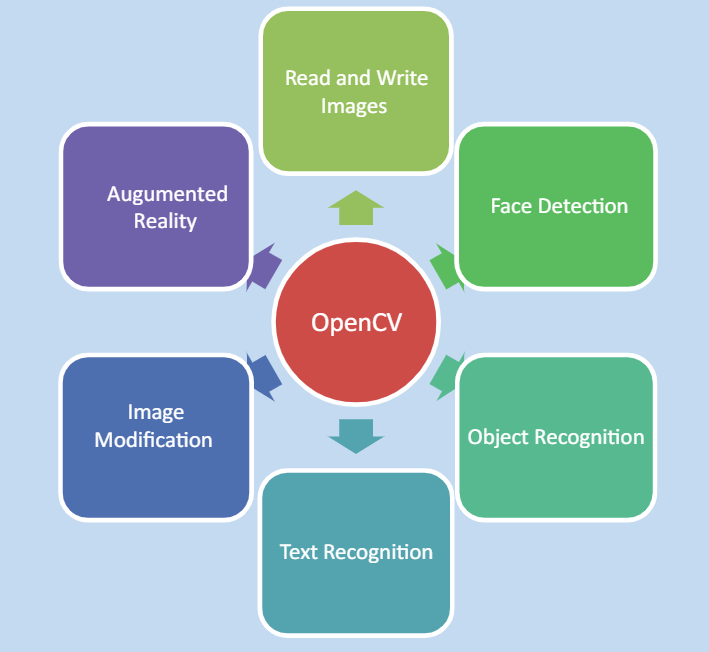 Read and Write
Images
Augumented
Reality
Face Detection
OpenCV
Image
Modification
Object Recognition
Text Recognition